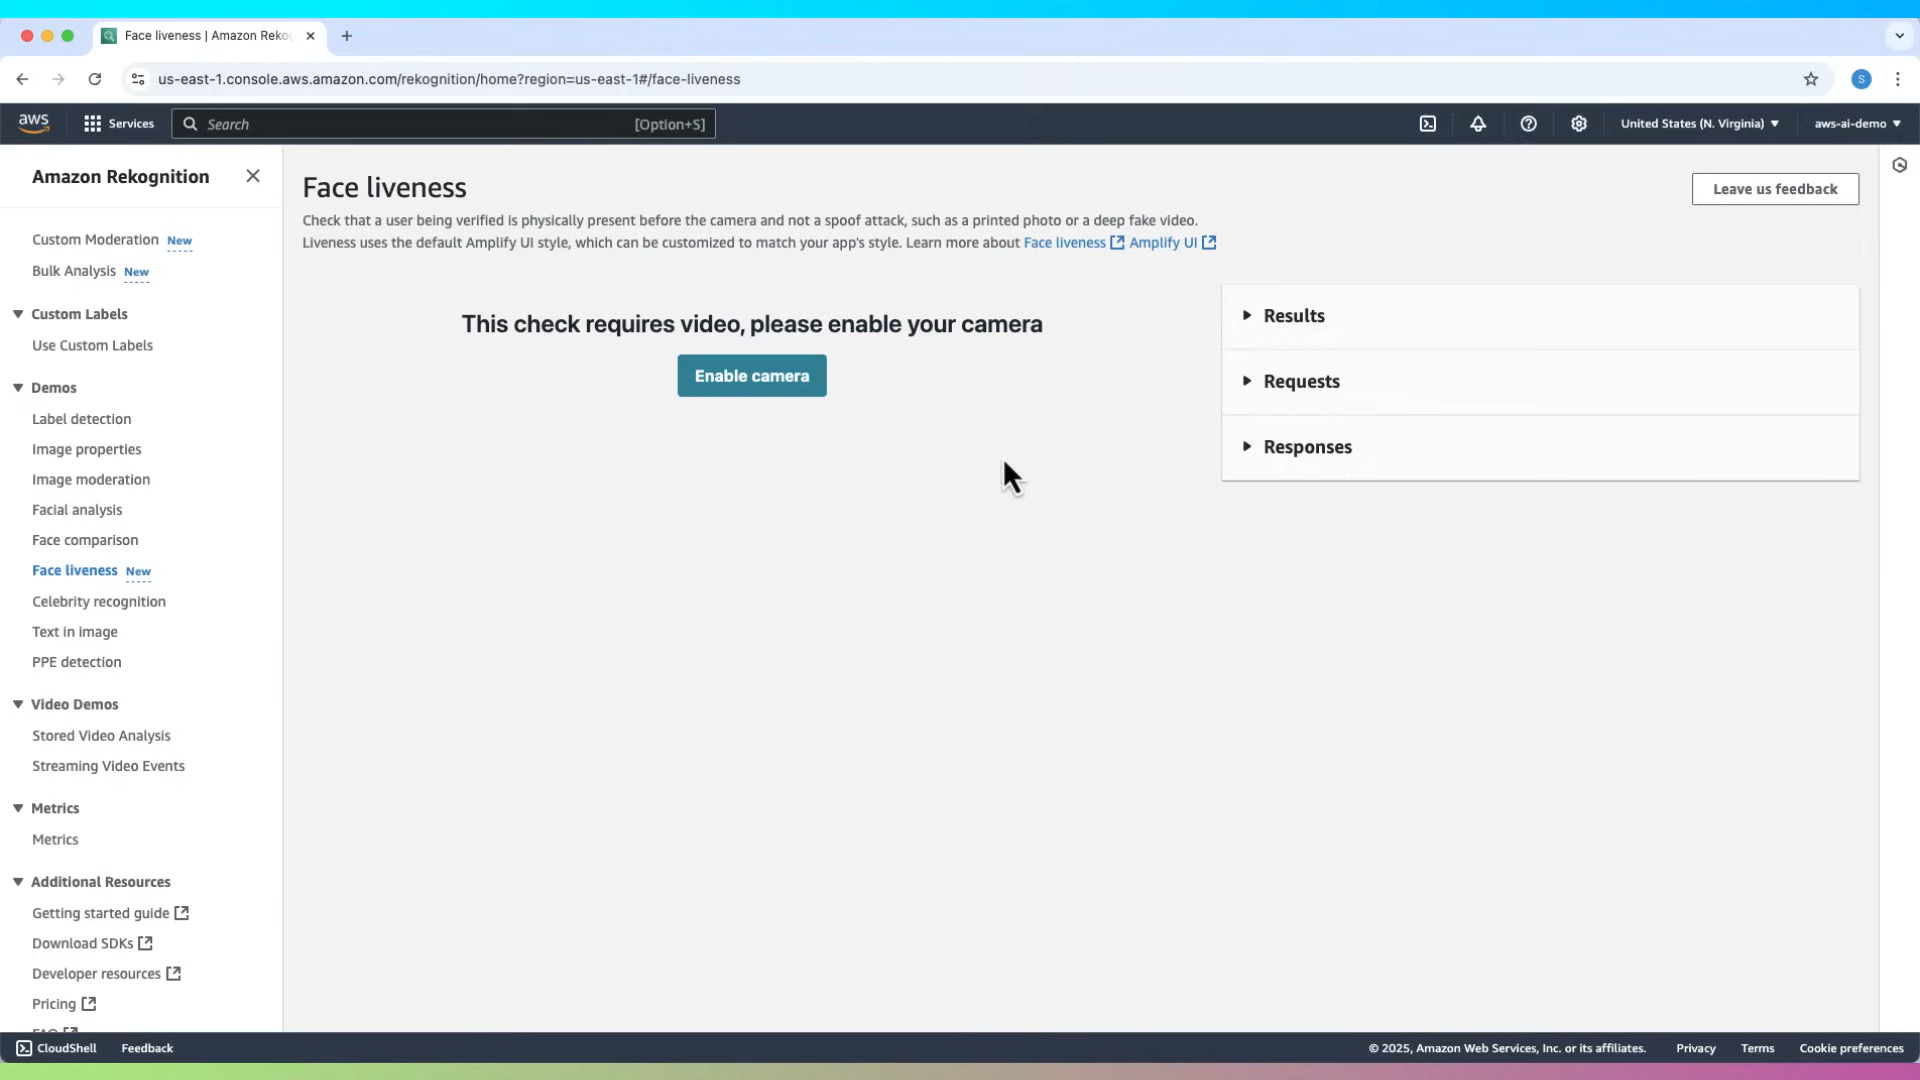 Face liveness | Amazon Reko
us-east-1.console.aws.amazon.com/rekognition/home?region=us-east-1#/face-liveness
S
aws
Services
Search
[Option+S]
United States (N. Virginia)
aws-ai-demo
Amazon Rekognition
Custom Moderation New
Bulk Analysis New
Custom Labels
Use Custom Labels
Demos
Label detection
Image properties
Image moderation
Facial analysis
Face comparison
Face liveness New
Celebrity recognition
Text in image
PPE detection
Video Demos
Stored Video Analysis
Streaming Video Events
Metrics
Metrics
Additional Resources
Getting started guide
Download SDKs
Developer resources
Pricing
Face liveness
Leave us feedback
Check that a user being verified is physically present before the camera and not a spoof attack, such as a printed photo or a deep fake video.
Liveness uses the default Amplify UI style, which can be customized to match your app's style. Learn more about Face liveness Amplify UI
This check requires video, please enable your camera
Enable camera
Results
Requests
Responses
CloudShell
Feedback
© 2025, Amazon Web Services, Inc. or its affiliates.
Privacy
Terms
Cookie preferences